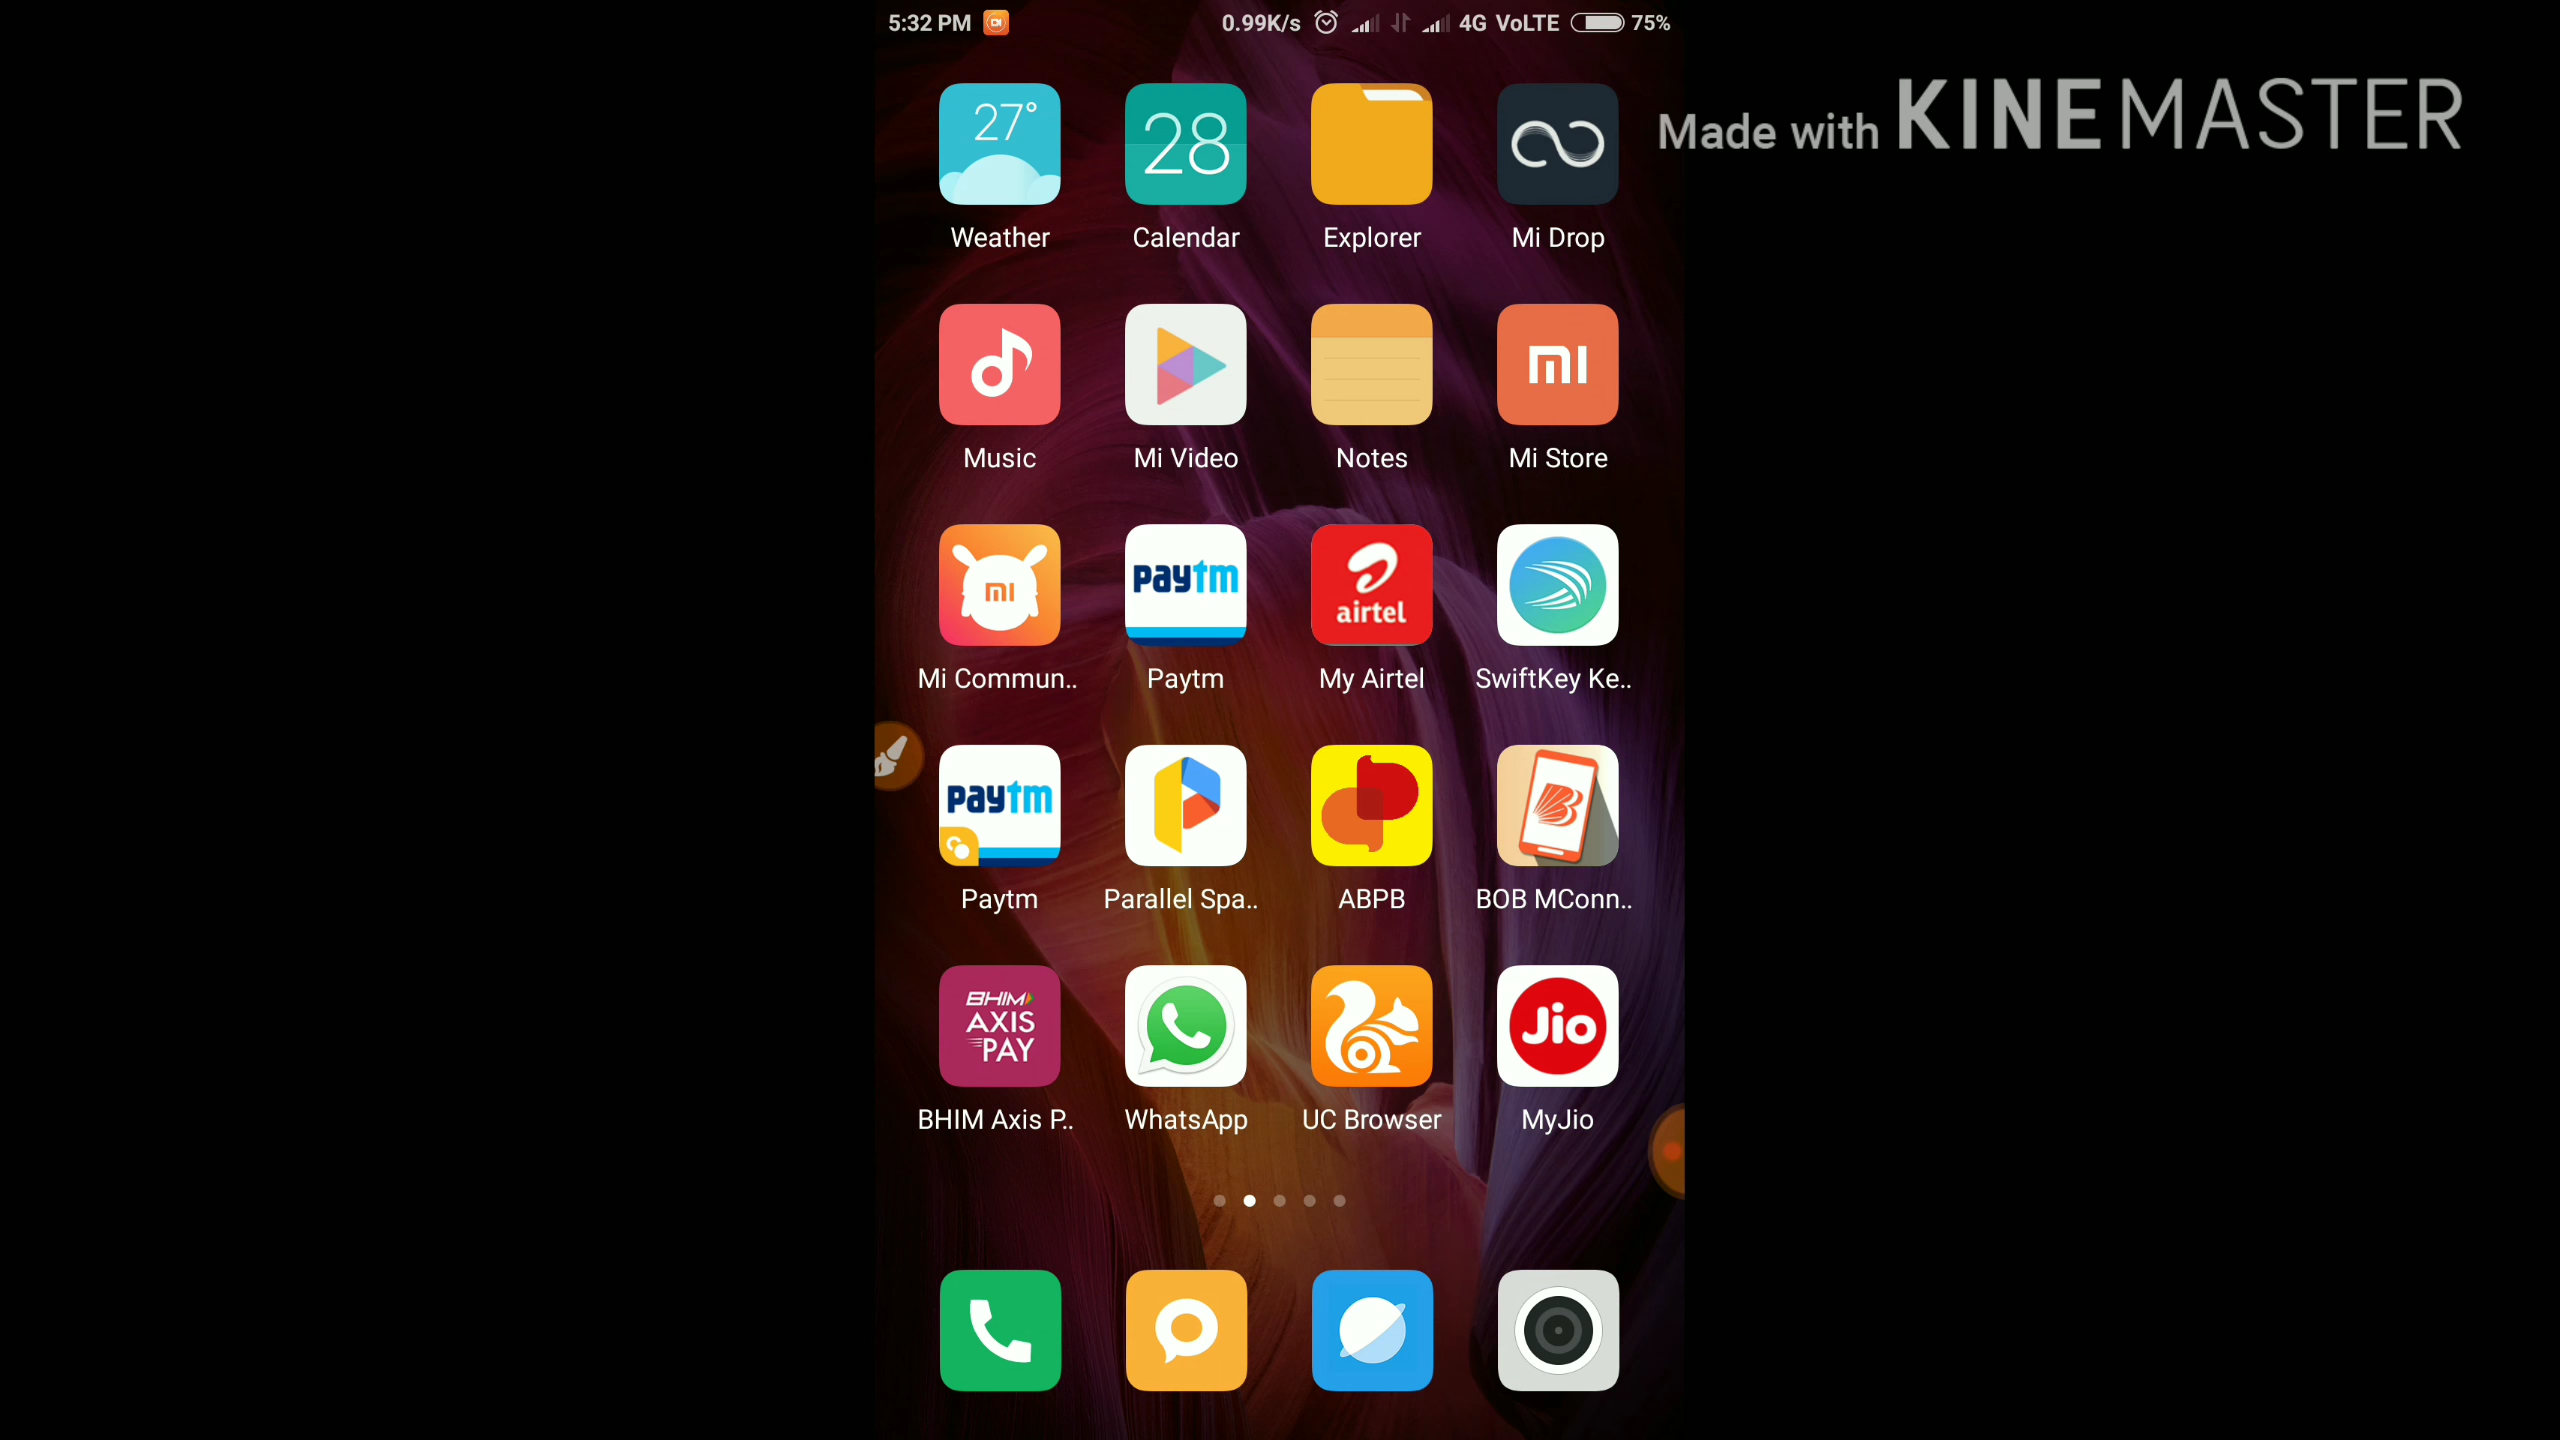 5:32 PM 0.99K/s 4G VoLTE 75%
Made with KINEMASTER
27° 28
Weather Calendar Explorer Mi Drop
mi
Music Mi Video Notes Mi Store
mi paytm airtel
Mi Commun.. Paytm My Airtel SwiftKey Ke..
paytm B
Paytm Parallel Spa.. ABPB BOB MConn..
BHIM
AXIS
PAY
Jio
BHIM Axis P.. WhatsApp UC Browser MyJio